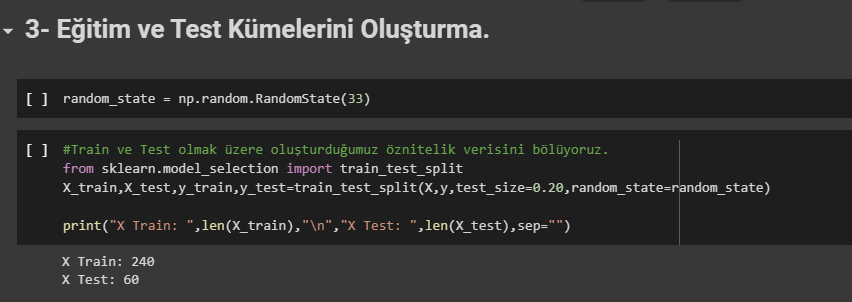 3- Eğitim ve Test Kümelerini Oluşturma.
[ ] random_state = np.random.RandomState(33)
[ ] #Train ve Test olmak üzere oluşturduğumuz öznitelik verisini bölüyoruz.
from sklearn.model_selection import train_test_split
X_train,X_test,y_train,y_test=train_test_split(X,y,test_size=0.20,random_state=random_state)
print("X Train: ",len(X_train),"\n","X Test: ",len(X_test),sep="")
X Train: 240
X Test: 60